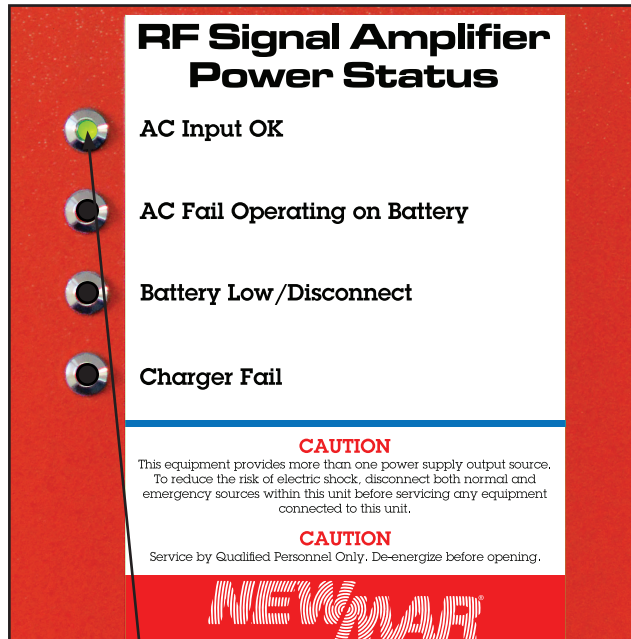 RF Signal Amplifier
Power Status
AC Input OK
AC Fail Operating on Battery
Battery Low/Disconnect
Charger Fail
CAUTION
This equipment provides more than one power supply output source.
To reduce the risk of electric shock, disconnect both normal and
emergency sources within this unit before servicing any equipment
connected to this unit.
CAUTION
Service by Qualified Personnel Only. De-energize before opening.
NEWMAR®